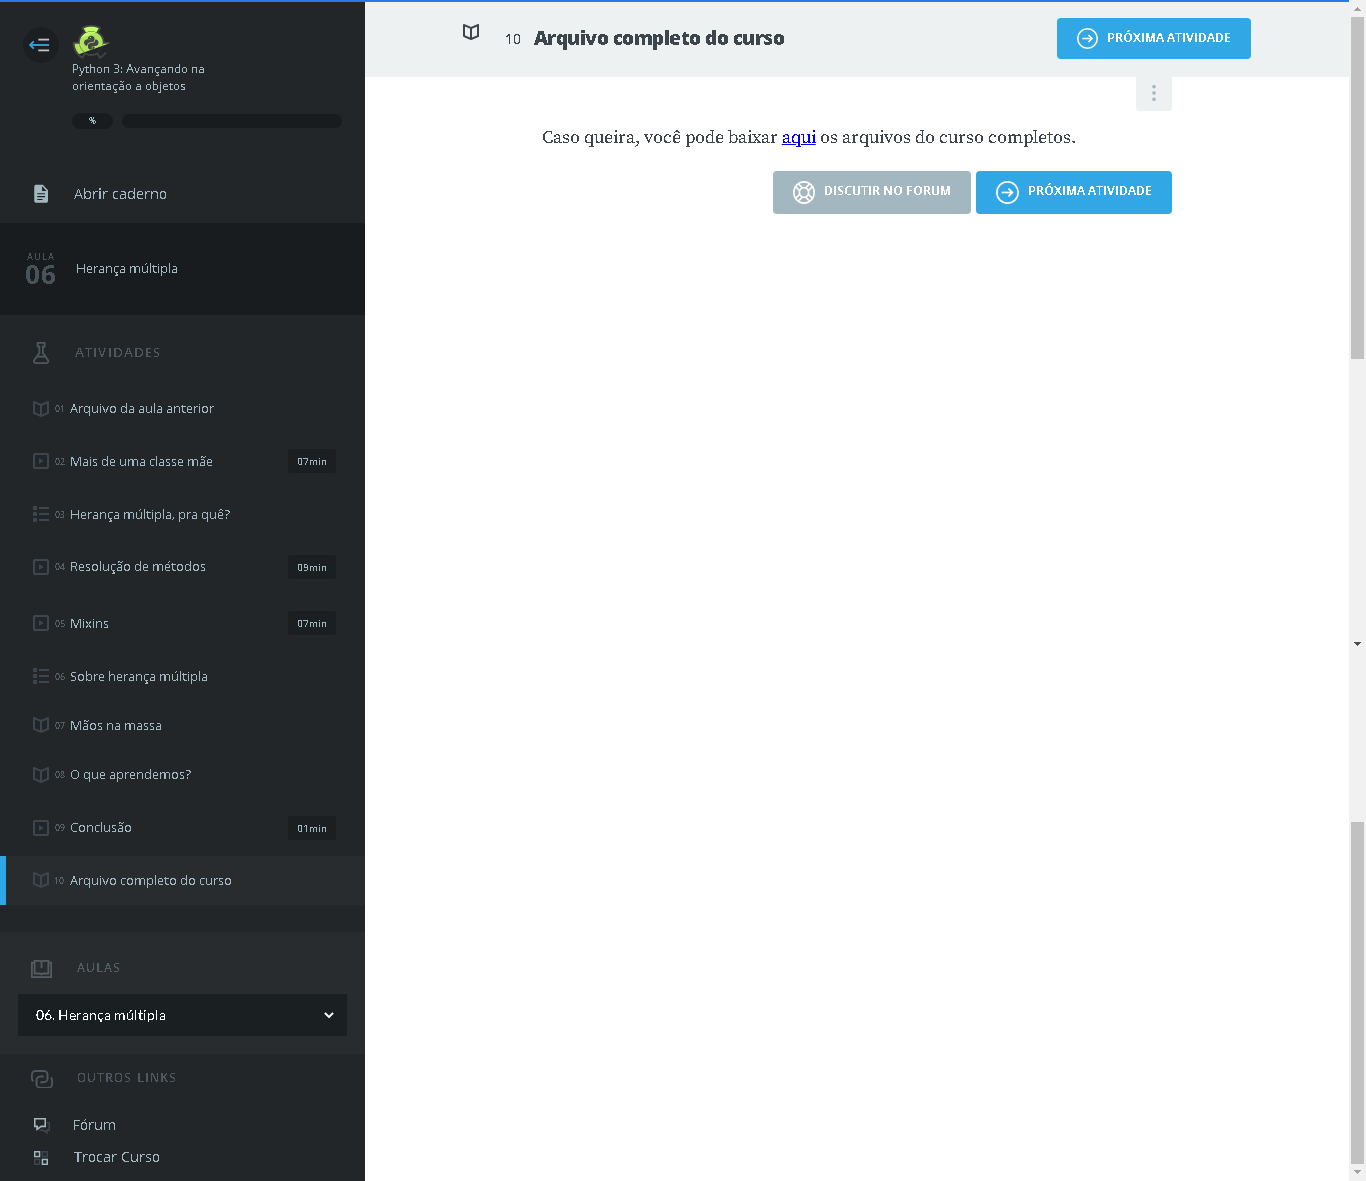 Python 3: Avançando na
orientação a objetos
%
Abrir caderno
AULA
06
Herança múltipla
ATIVIDADES
01 Arquivo da aula anterior
02 Mais de uma classe mãe 07min
03 Herança múltipla, pra quê?
04 Resolução de métodos 09min
05 Mixins 07min
06 Sobre herança múltipla
07 Mãos na massa
08 O que aprendemos?
09 Conclusão 01min
10 Arquivo completo do curso
AULAS
06. Herança múltipla
OUTROS LINKS
Fórum
Trocar Curso
10 Arquivo completo do curso
PRÓXIMA ATIVIDADE
Caso queira, você pode baixar aqui os arquivos do curso completos.
DISCUTIR NO FORUM
PRÓXIMA ATIVIDADE